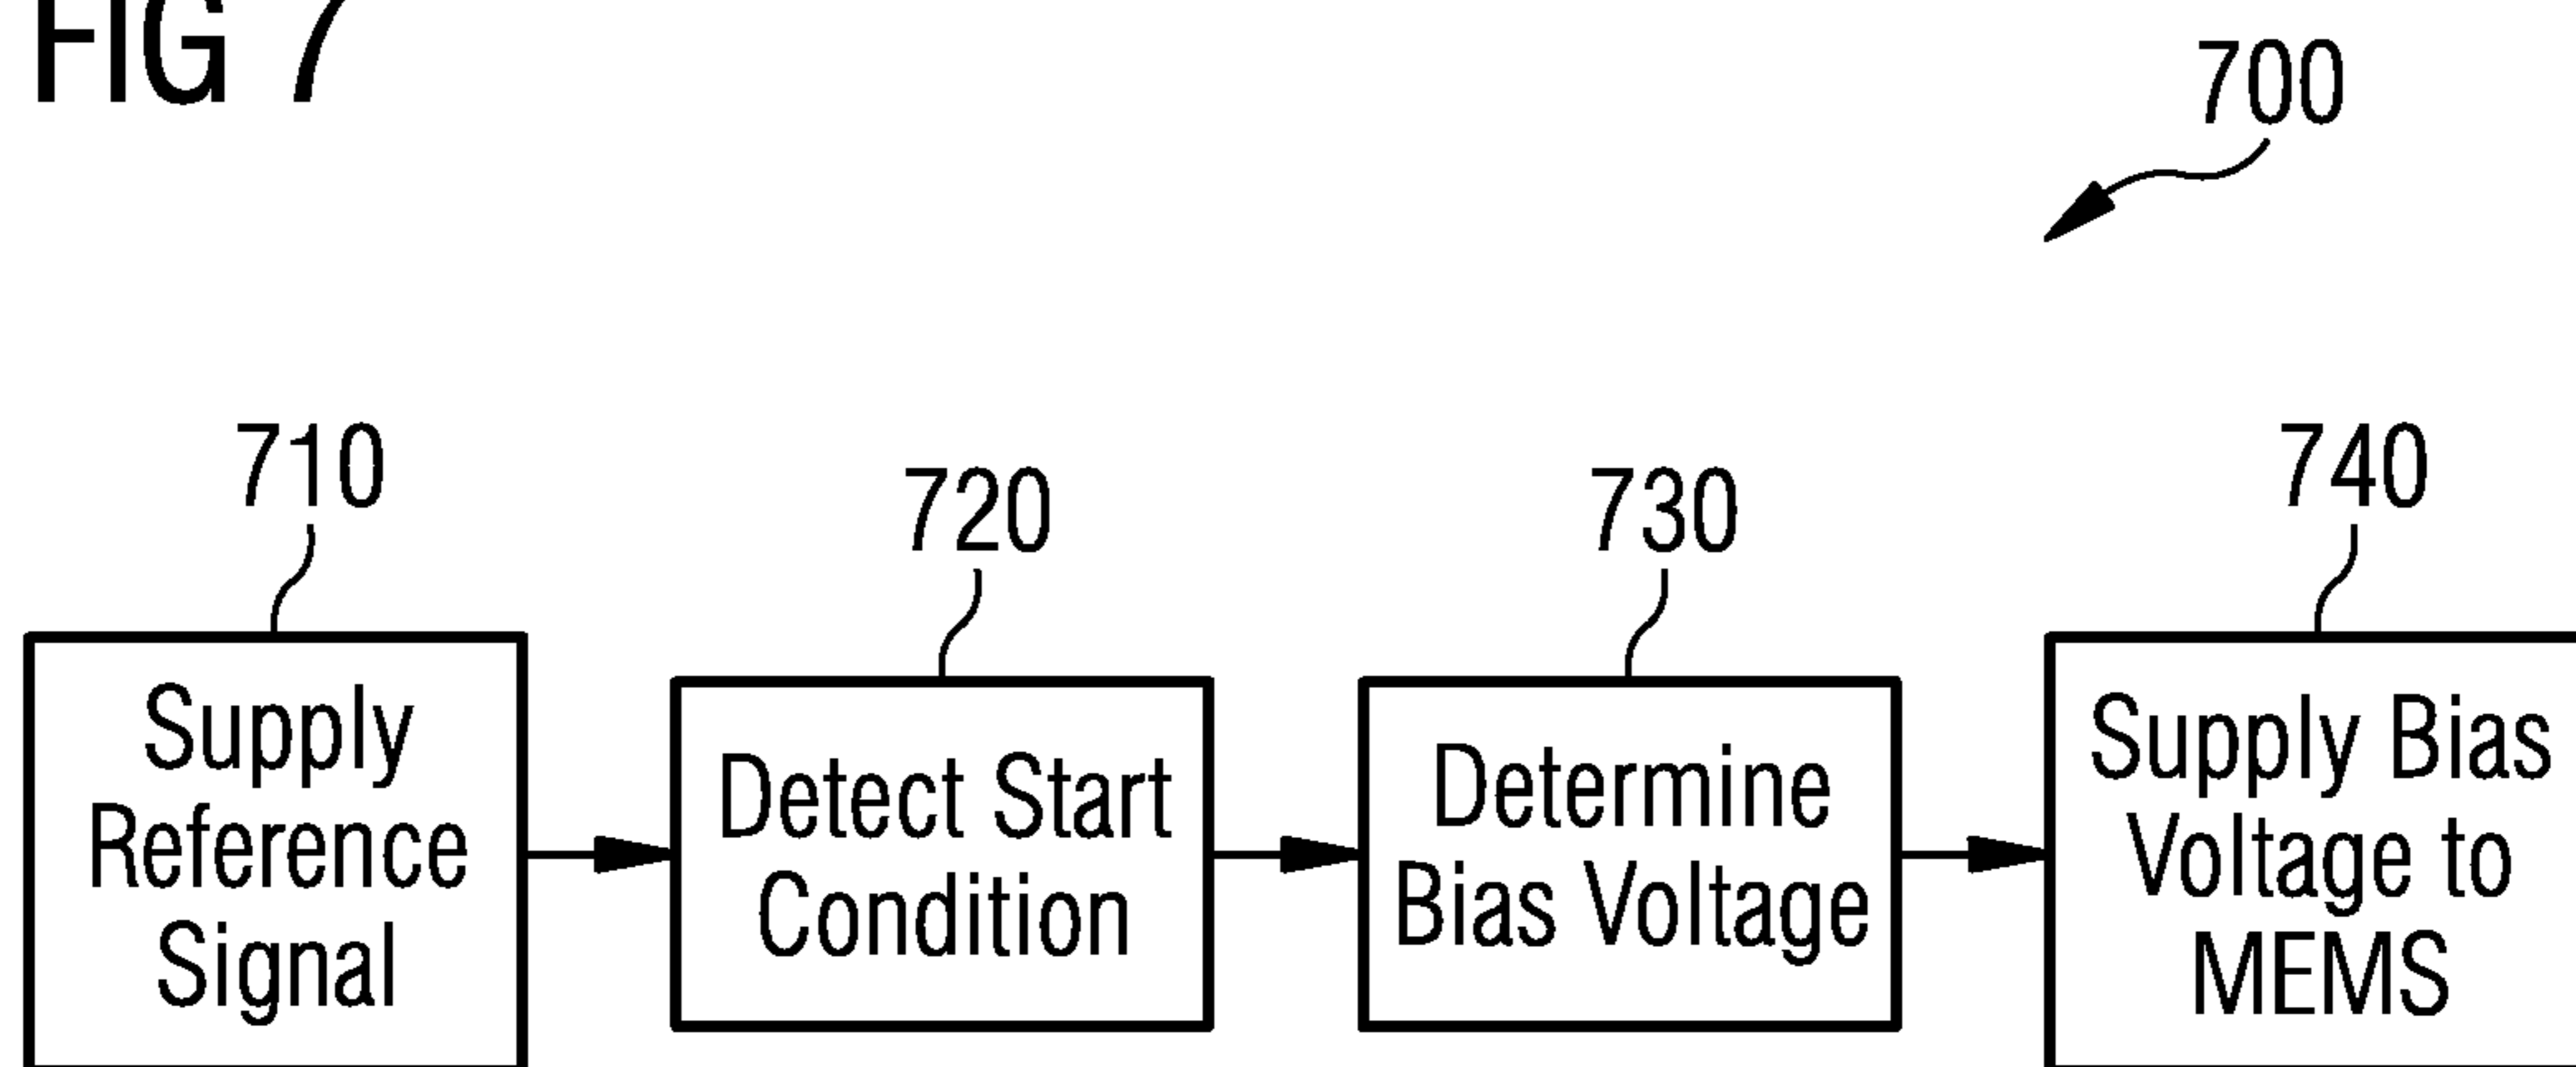 FIG 7
700
710
720
730
740
Supply
Reference
Signal
Detect Start
Condition
Determine
Bias Voltage
Supply Bias
Voltage to
MEMS